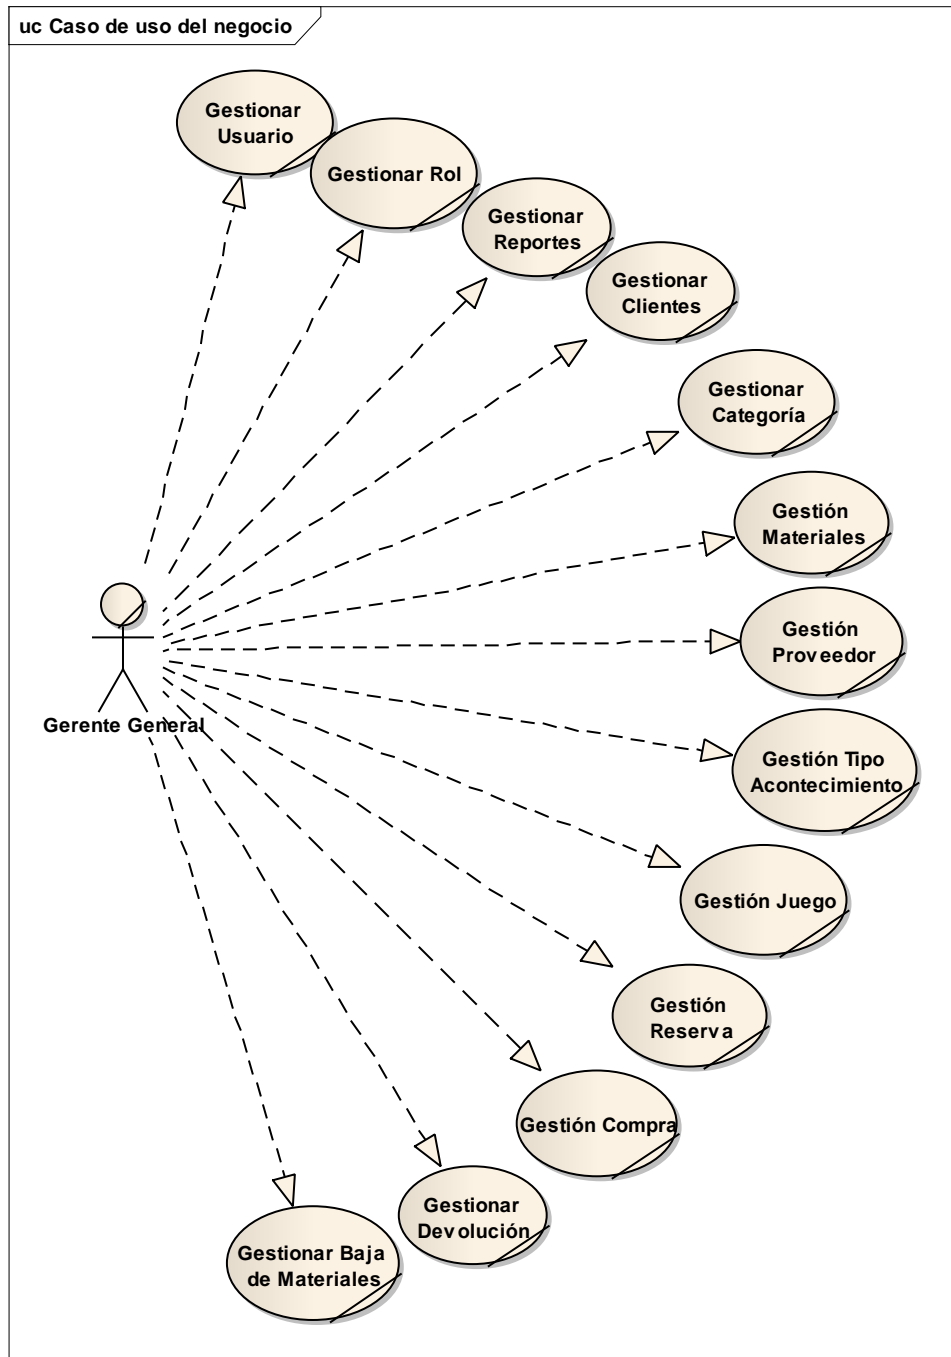 uc Caso de uso del negocio
Gestionar
Usuario
Gestionar Rol
Gestionar
Reportes
Gestionar
Clientes
Gestionar
Categoría
Gestión
Materiales
Gestión
Proveedor
Gerente General
Gestión Tipo
Acontecimiento
Gestión Juego
Gestión
Reserva
Gestión Compra
Gestionar
Devolución
Gestionar Baja
de Materiales